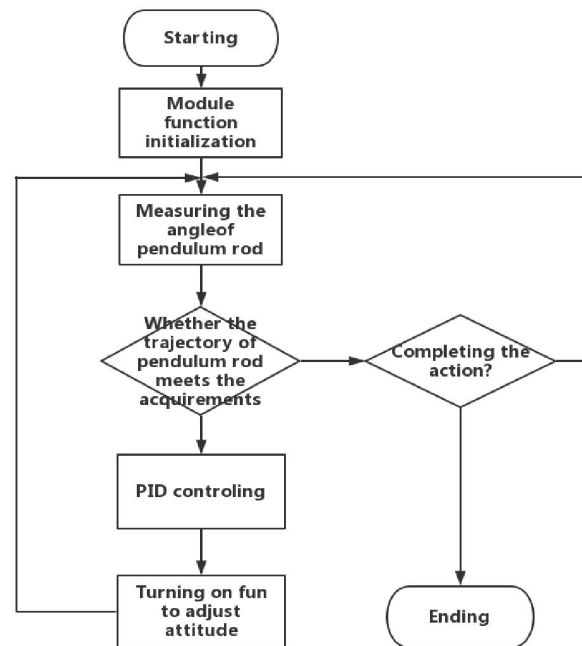 Starting
Module
function
initialization
Measuring the
angleof
pendulum rod
Whether the
trajectory of
pendulum rod
meets the
acquirements
Completing the
action?
PID controling
Turning on fun
to adjust
attitude
Ending